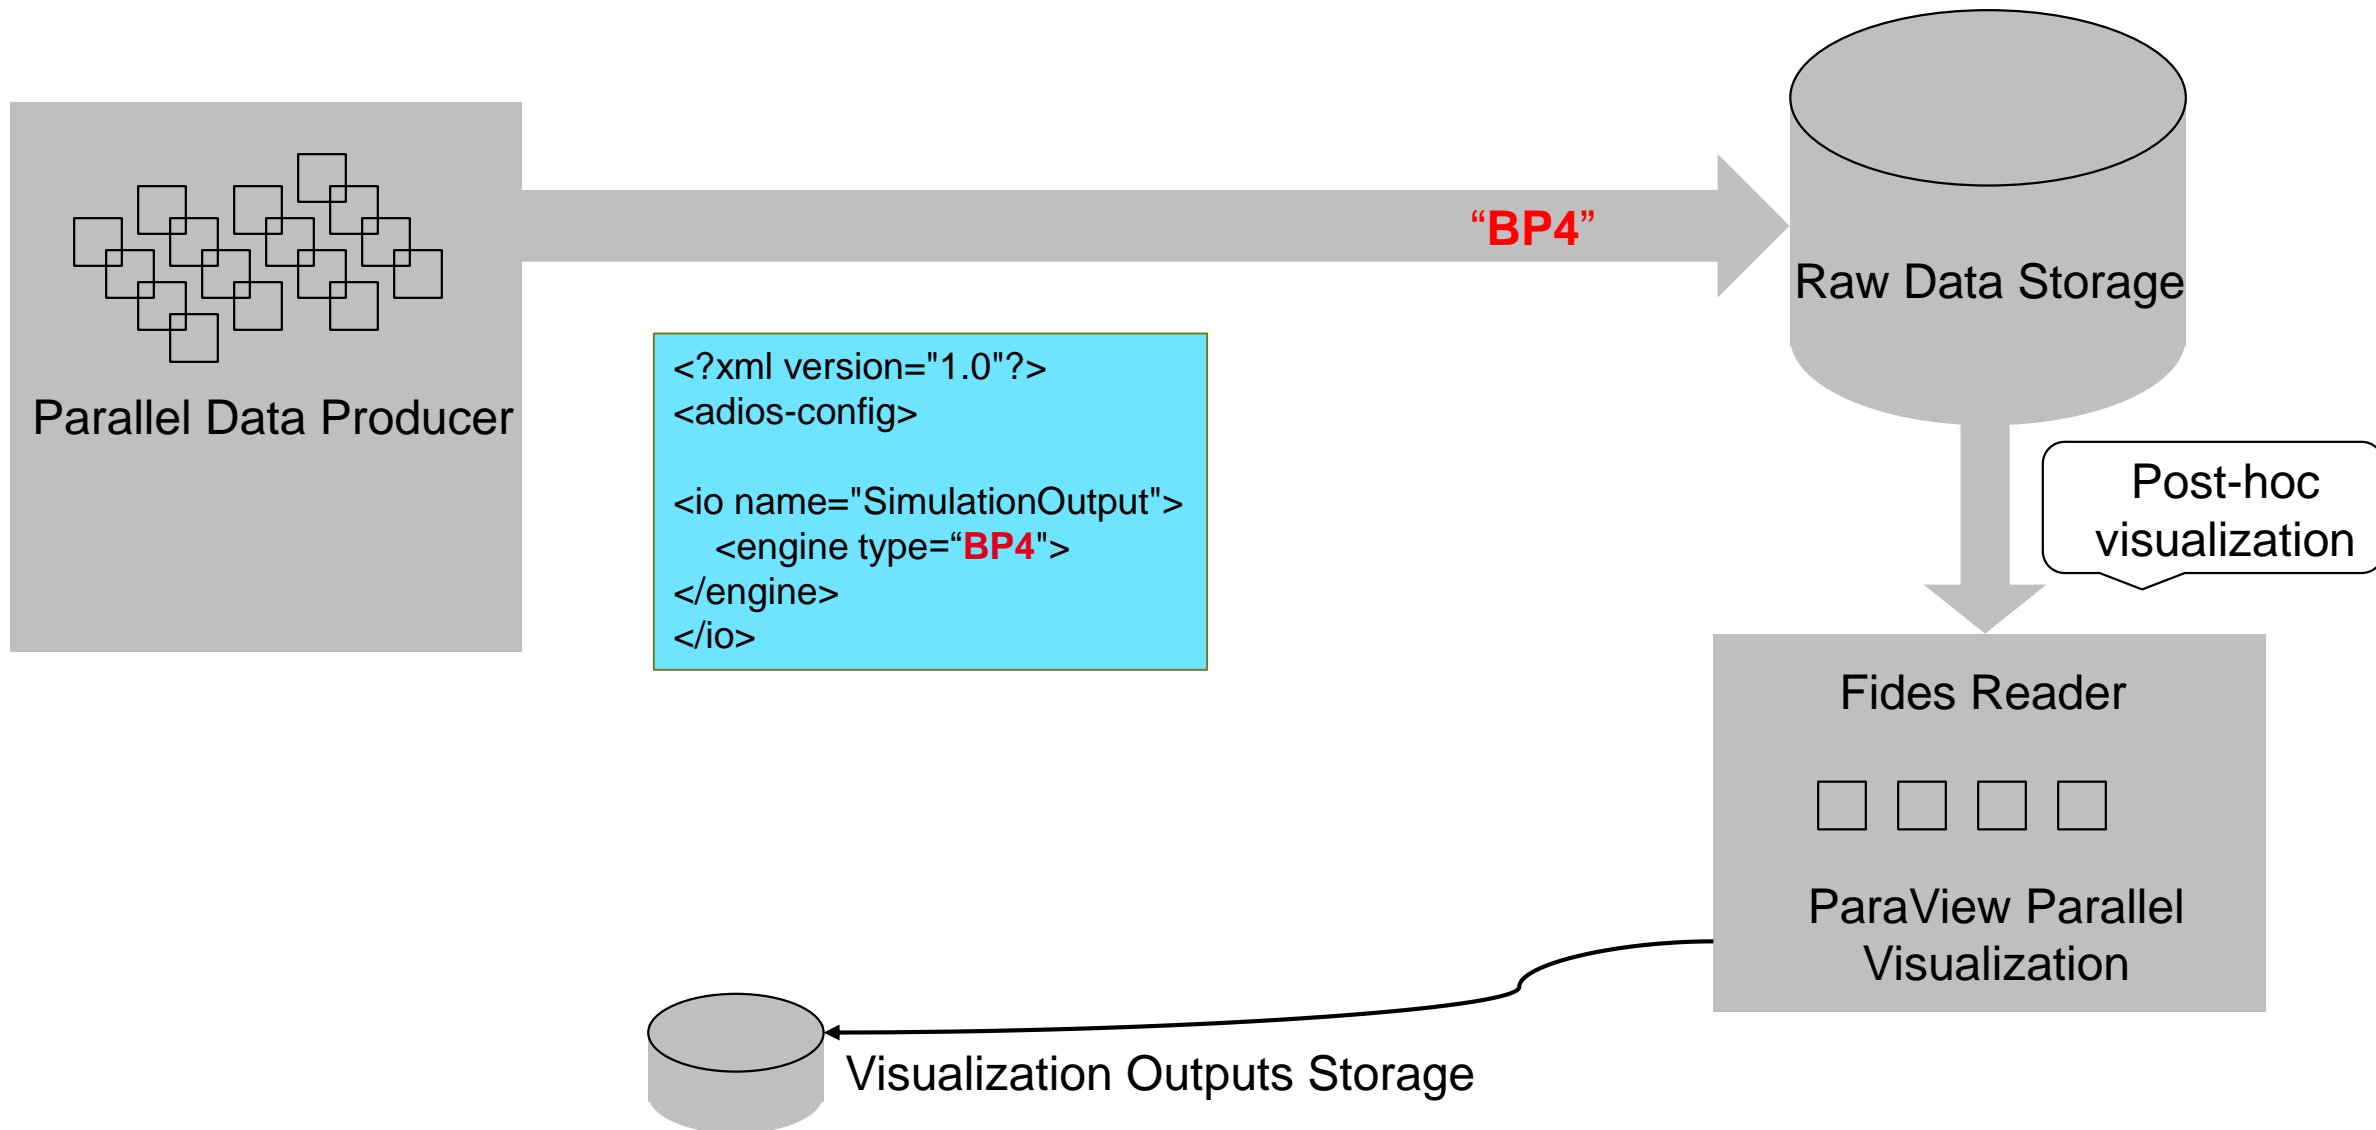 “BP4”
Raw Data Storage
Parallel Data Producer
<?xml version="1.0"?>
<adios-config>
<io name="SimulationOutput">
<engine type=“BP4">
</engine>
</io>
Post-hoc
visualization
Fides Reader
ParaView Parallel
Visualization
Visualization Outputs Storage